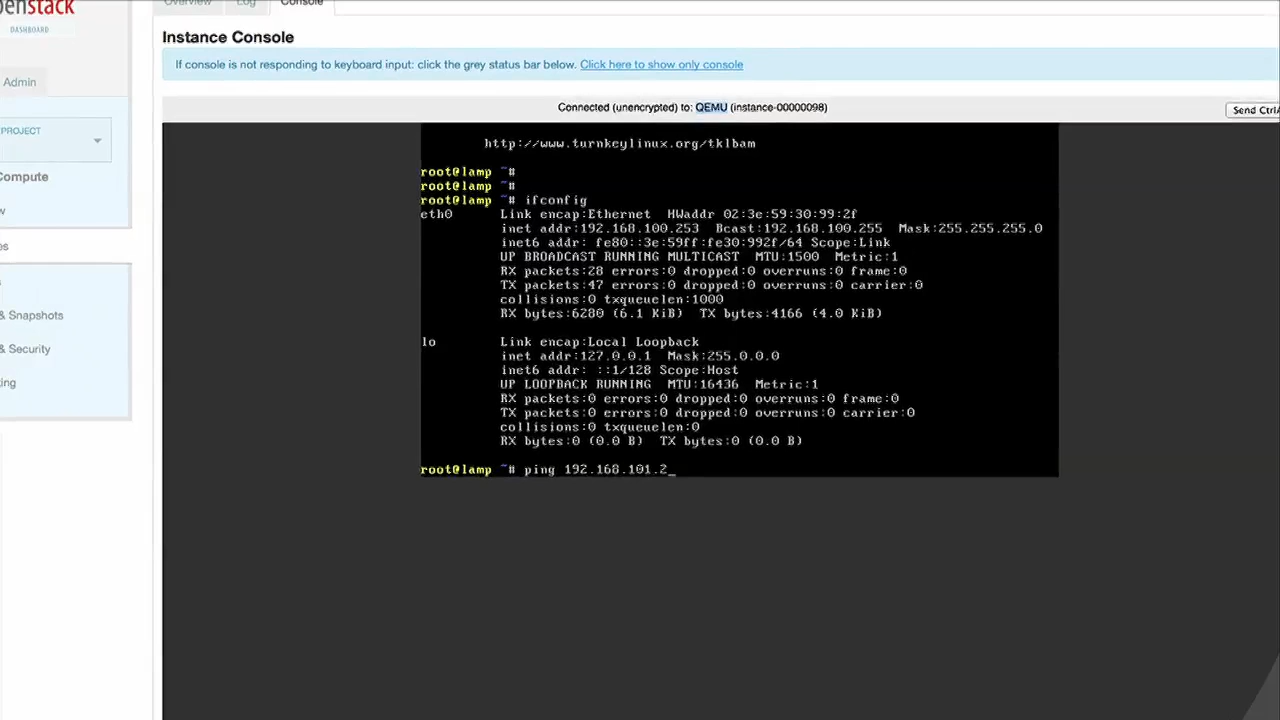 enstack
DASHBOARD
Overview Log Console
Instance Console
If console is not responding to keyboard input: click the grey status bar below. Click here to show only console
Admin
Connected (unencrypted) to: QEMU (instance-00000098)
Send Ctrl
PROJECT
Compute
w
es
s
& Snapshots
& Security
ing
http://www.turnkeylinux.org/tklbam
root@lamp ~#
root@lamp ~#
root@lamp ~# ifconfig
eth0 Link encap:Ethernet HWaddr 02:3e:59:30:99:2f
inet addr:192.168.100.253 Bcast:192.168.100.255 Mask:255.255.255.0
inet6 addr: fe80::3e:59ff:fe30:992f/64 Scope:Link
UP BROADCAST RUNNING MULTICAST MTU:1500 Metric:1
RX packets:28 errors:0 dropped:0 overruns:0 frame:0
TX packets:47 errors:0 dropped:0 overruns:0 carrier:0
collisions:0 txqueuelen:1000
RX bytes:6280 (6.1 KiB) TX bytes:4166 (4.0 KiB)
lo Link encap:Local Loopback
inet addr:127.0.0.1 Mask:255.0.0.0
inet6 addr: ::1/128 Scope:Host
UP LOOPBACK RUNNING MTU:16436 Metric:1
RX packets:0 errors:0 dropped:0 overruns:0 frame:0
TX packets:0 errors:0 dropped:0 overruns:0 carrier:0
collisions:0 txqueuelen:0
RX bytes:0 (0.0 B) TX bytes:0 (0.0 B)
root@lamp ~# ping 192.168.101.2_